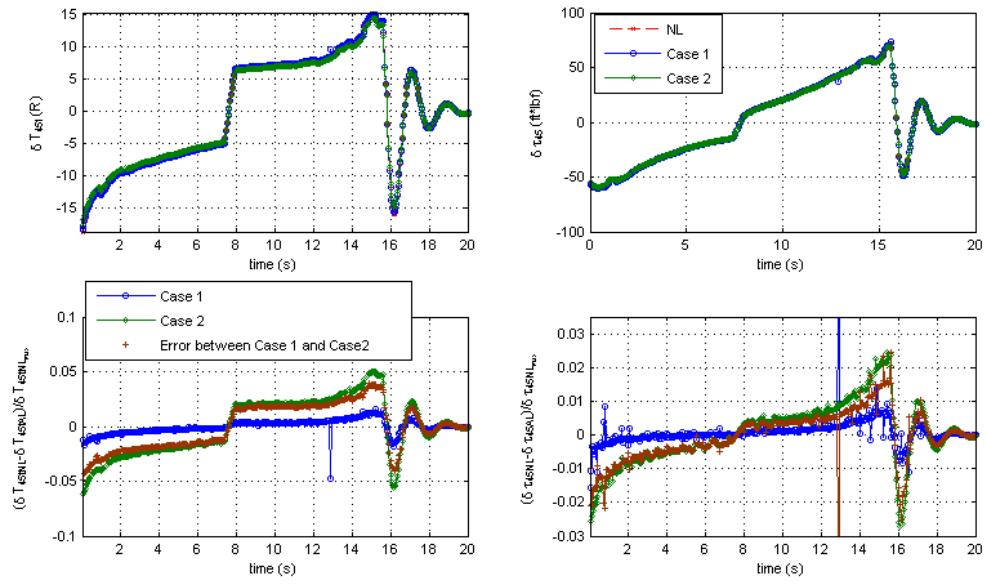 15
10
5
0
-5
-10
-15
2 4 6 8 10 12 14 16 18 20
time (s)
δ T₄₅ₜ (R)
100
50
0
-50
-100
0 5 10 15 20
time (s)
δ τ₄₅ (ft*lbf)
NL
Case 1
Case 2
0.1
0.05
0
-0.05
-0.1
2 4 6 8 10 12 14 16 18 20
time (s)
Case 1
Case 2
Error between Case 1 and Case2
0.03
0.02
0.01
0
-0.01
-0.02
-0.03
2 4 6 8 10 12 14 16 18 20
time (s)